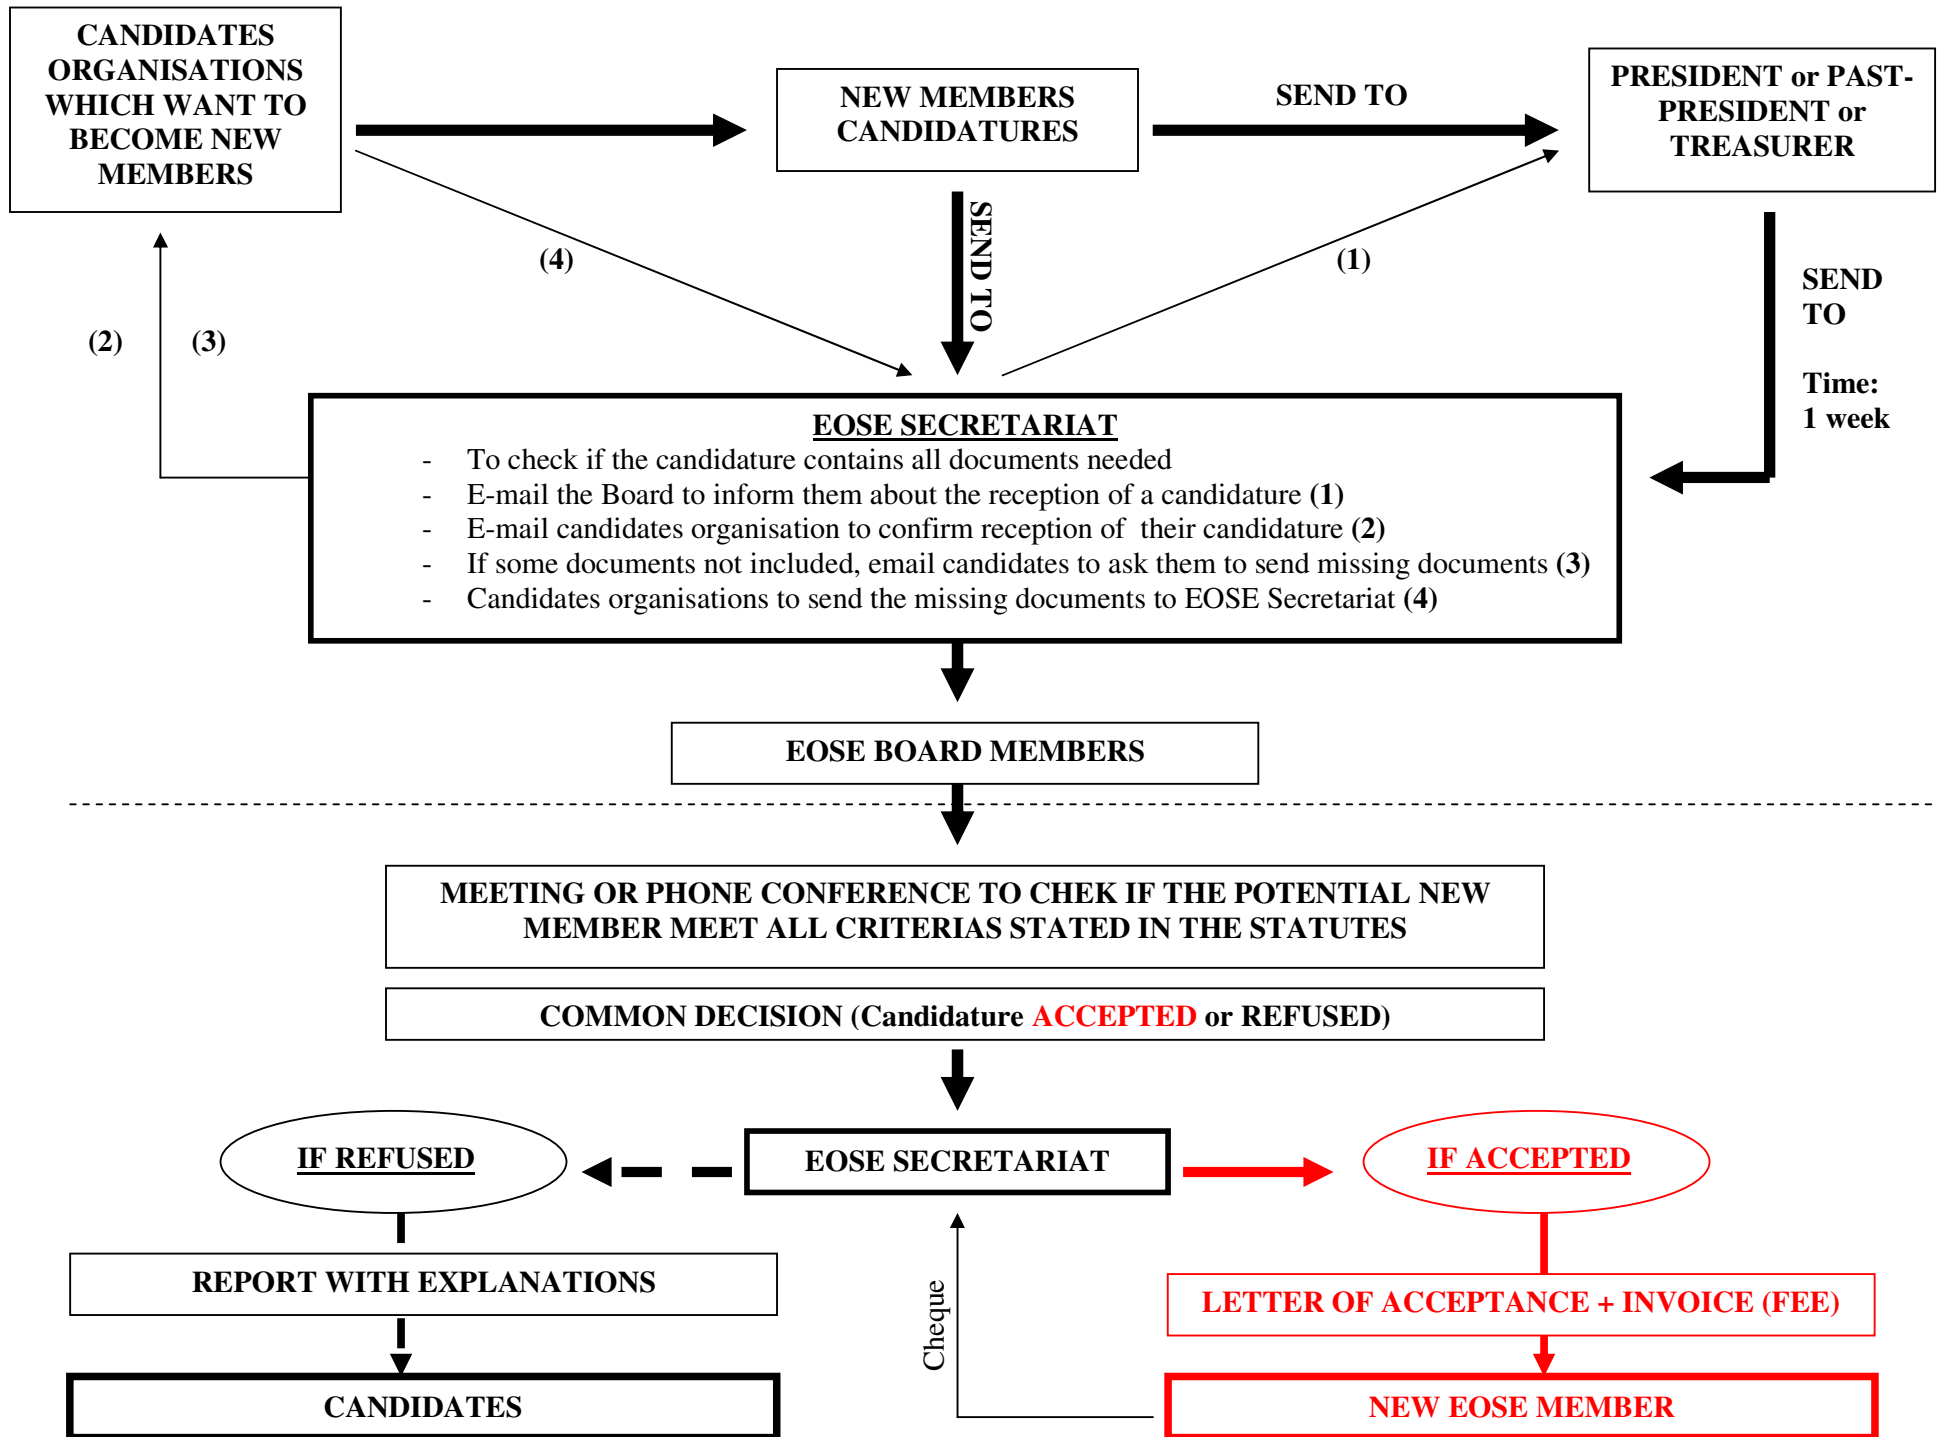 CANDIDATES
ORGANISATIONS
WHICH WANT TO
BECOME NEW
MEMBERS
NEW MEMBERS
CANDIDATURES
SEND TO
PRESIDENT or PAST-
PRESIDENT or
TREASURER
SEND TO
(4)
(1)
(2)
(3)
SEND
TO
Time:
1 week
EOSE SECRETARIAT
- To check if the candidature contains all documents needed
- E-mail the Board to inform them about the reception of a candidature (1)
- E-mail candidates organisation to confirm reception of their candidature (2)
- If some documents not included, email candidates to ask them to send missing documents (3)
- Candidates organisations to send the missing documents to EOSE Secretariat (4)
EOSE BOARD MEMBERS
MEETING OR PHONE CONFERENCE TO CHEK IF THE POTENTIAL NEW
MEMBER MEET ALL CRITERIAS STATED IN THE STATUTES
COMMON DECISION (Candidature ACCEPTED or REFUSED)
IF REFUSED
EOSE SECRETARIAT
IF ACCEPTED
REPORT WITH EXPLANATIONS
Cheque
LETTER OF ACCEPTANCE + INVOICE (FEE)
CANDIDATES
NEW EOSE MEMBER